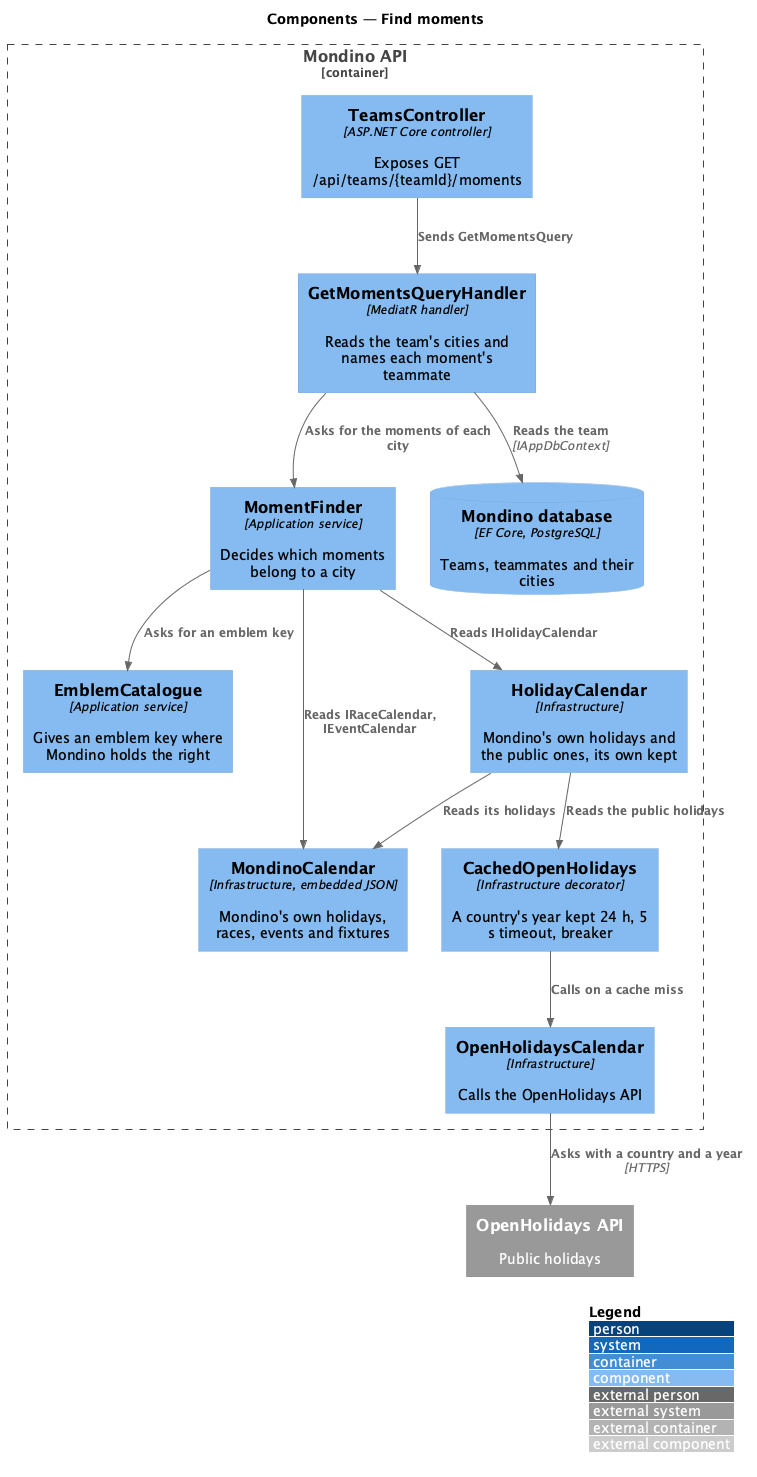 Components — Find moments
Mondino API
[container]
TeamsController
[ASP.NET Core controller]
Exposes GET
/api/teams/{teamId}/moments
Sends GetMomentsQuery
GetMomentsQueryHandler
[MediatR handler]
Reads the team's cities and
names each moment's
teammate
Asks for the moments of each
city
Reads the team
[IAppDbContext]
MomentFinder
[Application service]
Decides which moments
belong to a city
Mondino database
[EF Core, PostgreSQL]
Teams, teammates and their
cities
Asks for an emblem key
Reads IHolidayCalendar
EmblemCatalogue
[Application service]
Gives an emblem key where
Mondino holds the right
Reads IRaceCalendar,
IEventCalendar
HolidayCalendar
[Infrastructure]
Mondino's own holidays and
the public ones, its own kept
Reads its holidays
Reads the public holidays
MondinoCalendar
[Infrastructure, embedded JSON]
Mondino's own holidays,
races, events and fixtures
CachedOpenHolidays
[Infrastructure decorator]
A country's year kept 24 h, 5
s timeout, breaker
Calls on a cache miss
OpenHolidaysCalendar
[Infrastructure]
Calls the OpenHolidays API
Asks with a country and a year
[HTTPS]
OpenHolidays API
Public holidays
Legend
person
system
container
component
external person
external system
external container
external component